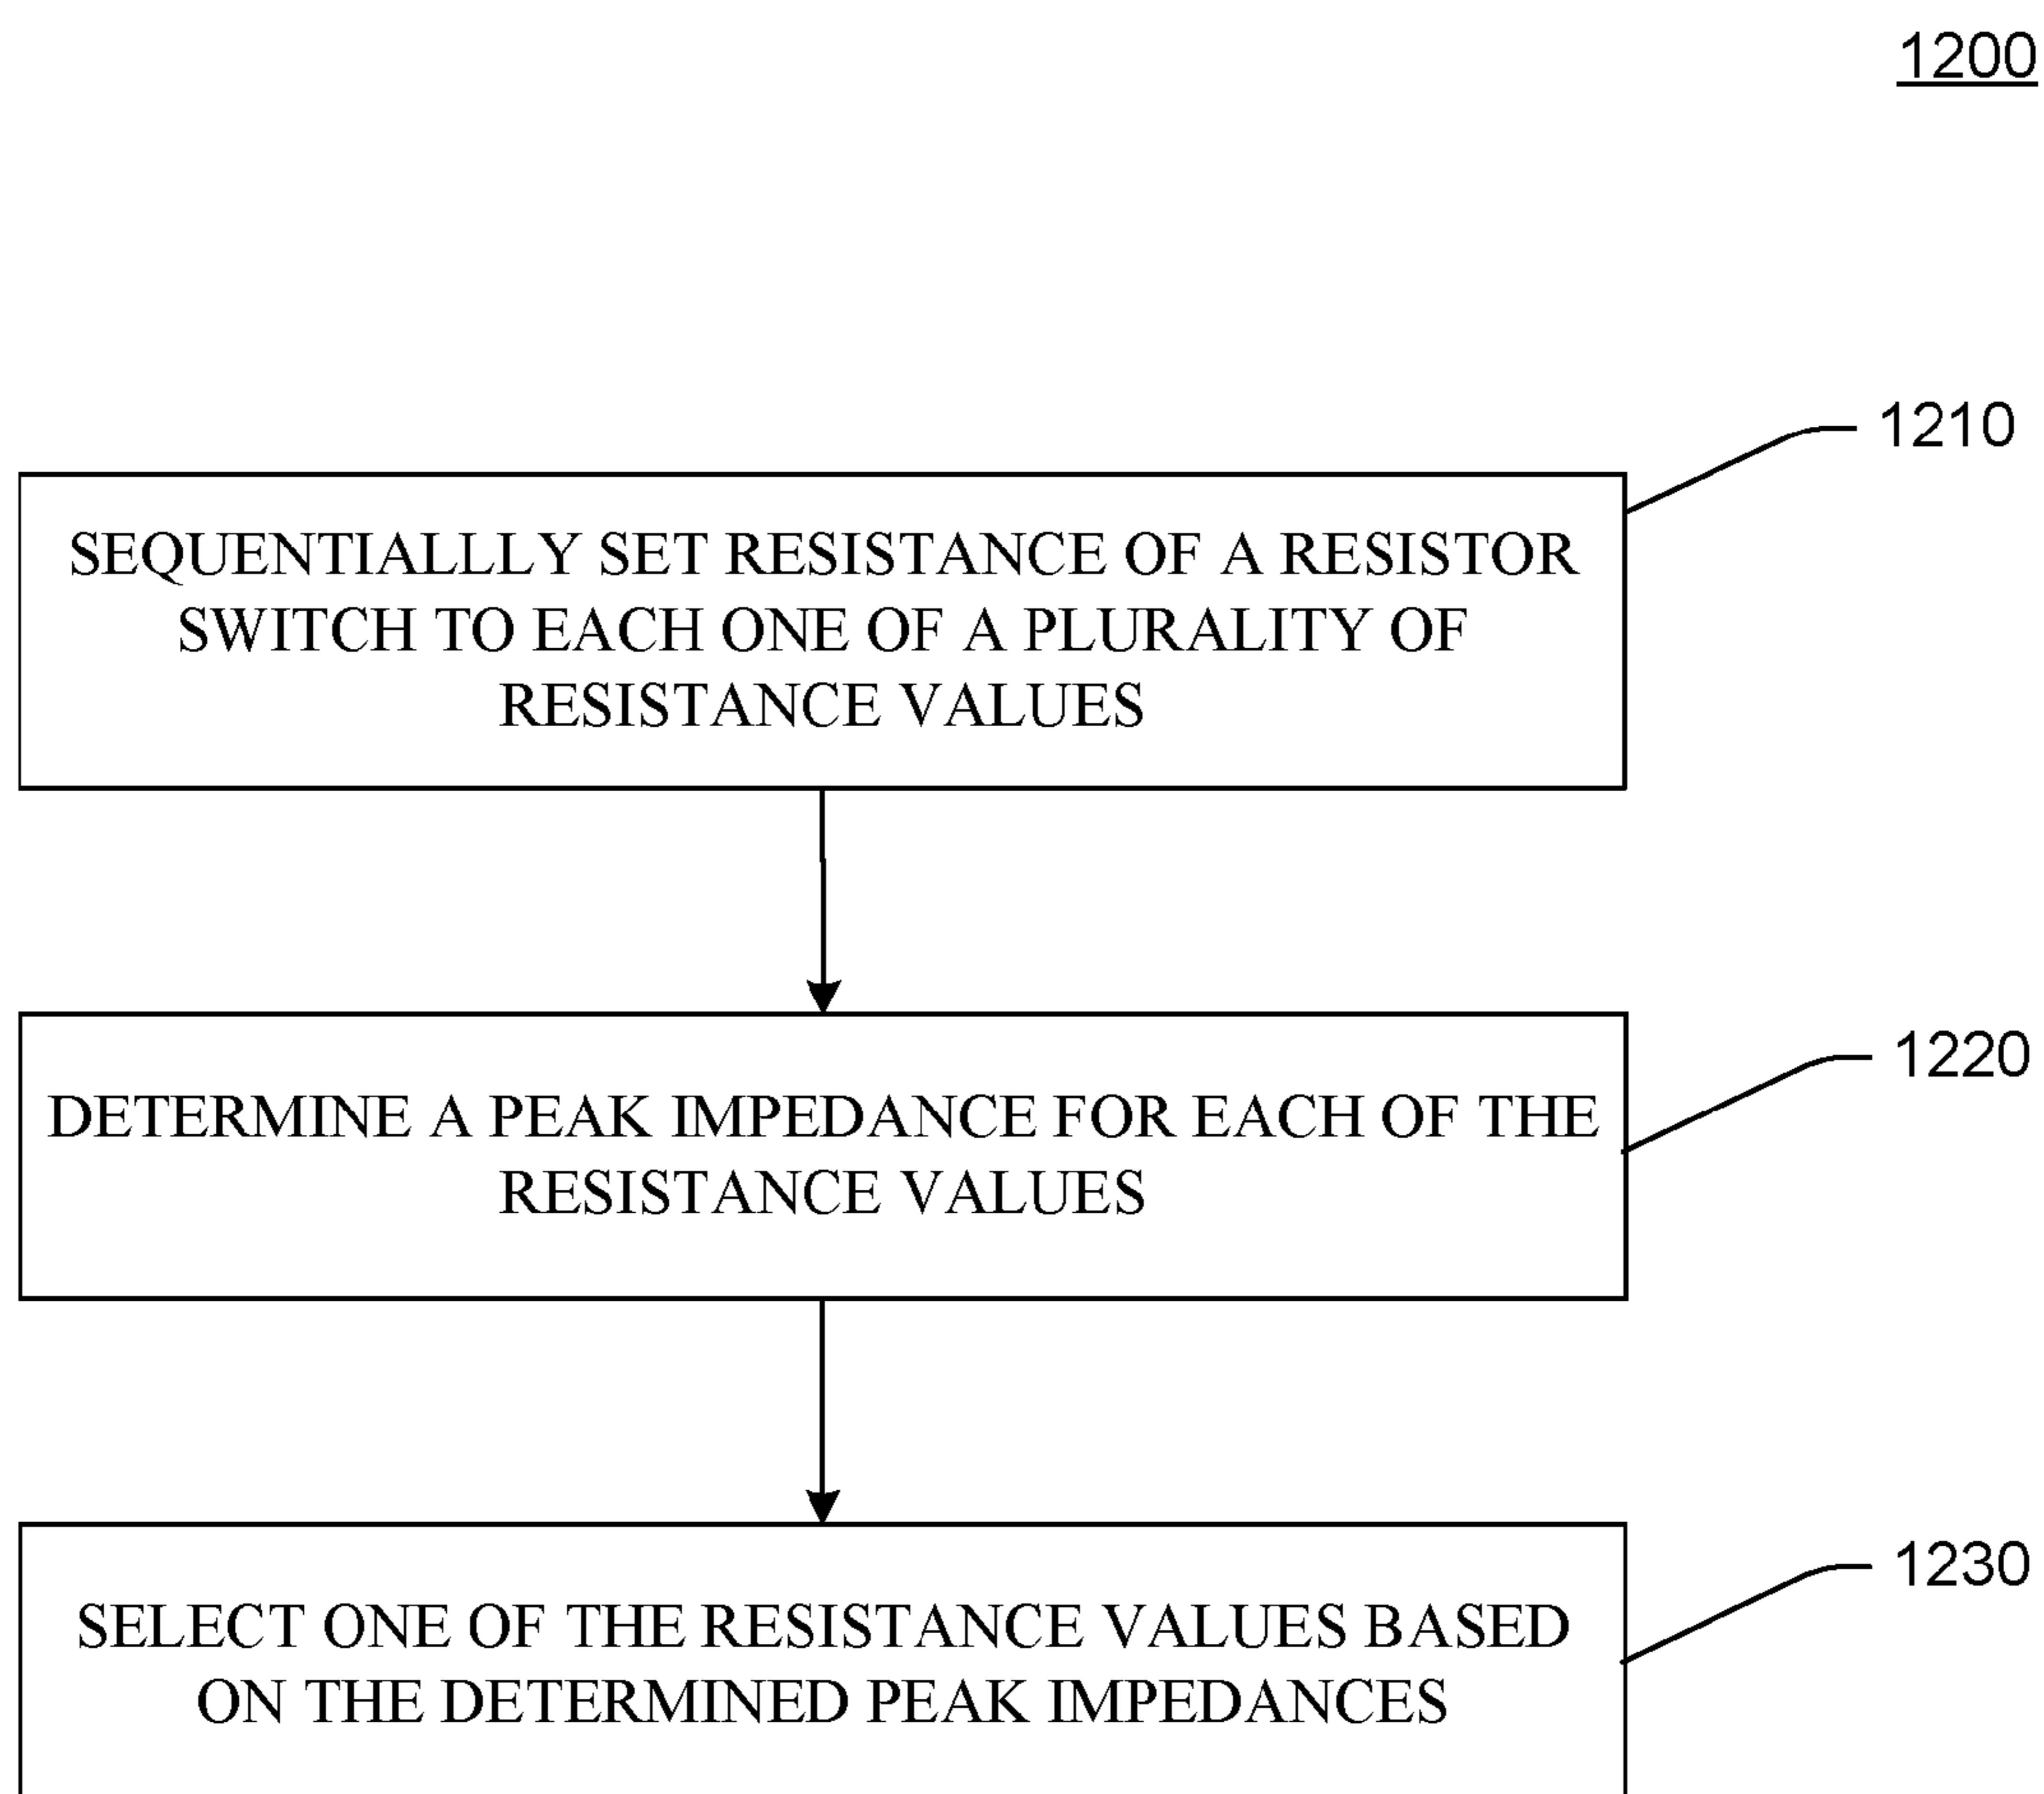 1200
1210
SEQUENTIALLLY SET RESISTANCE OF A RESISTOR
SWITCH TO EACH ONE OF A PLURALITY OF
RESISTANCE VALUES
1220
DETERMINE A PEAK IMPEDANCE FOR EACH OF THE
RESISTANCE VALUES
1230
SELECT ONE OF THE RESISTANCE VALUES BASED
ON THE DETERMINED PEAK IMPEDANCES